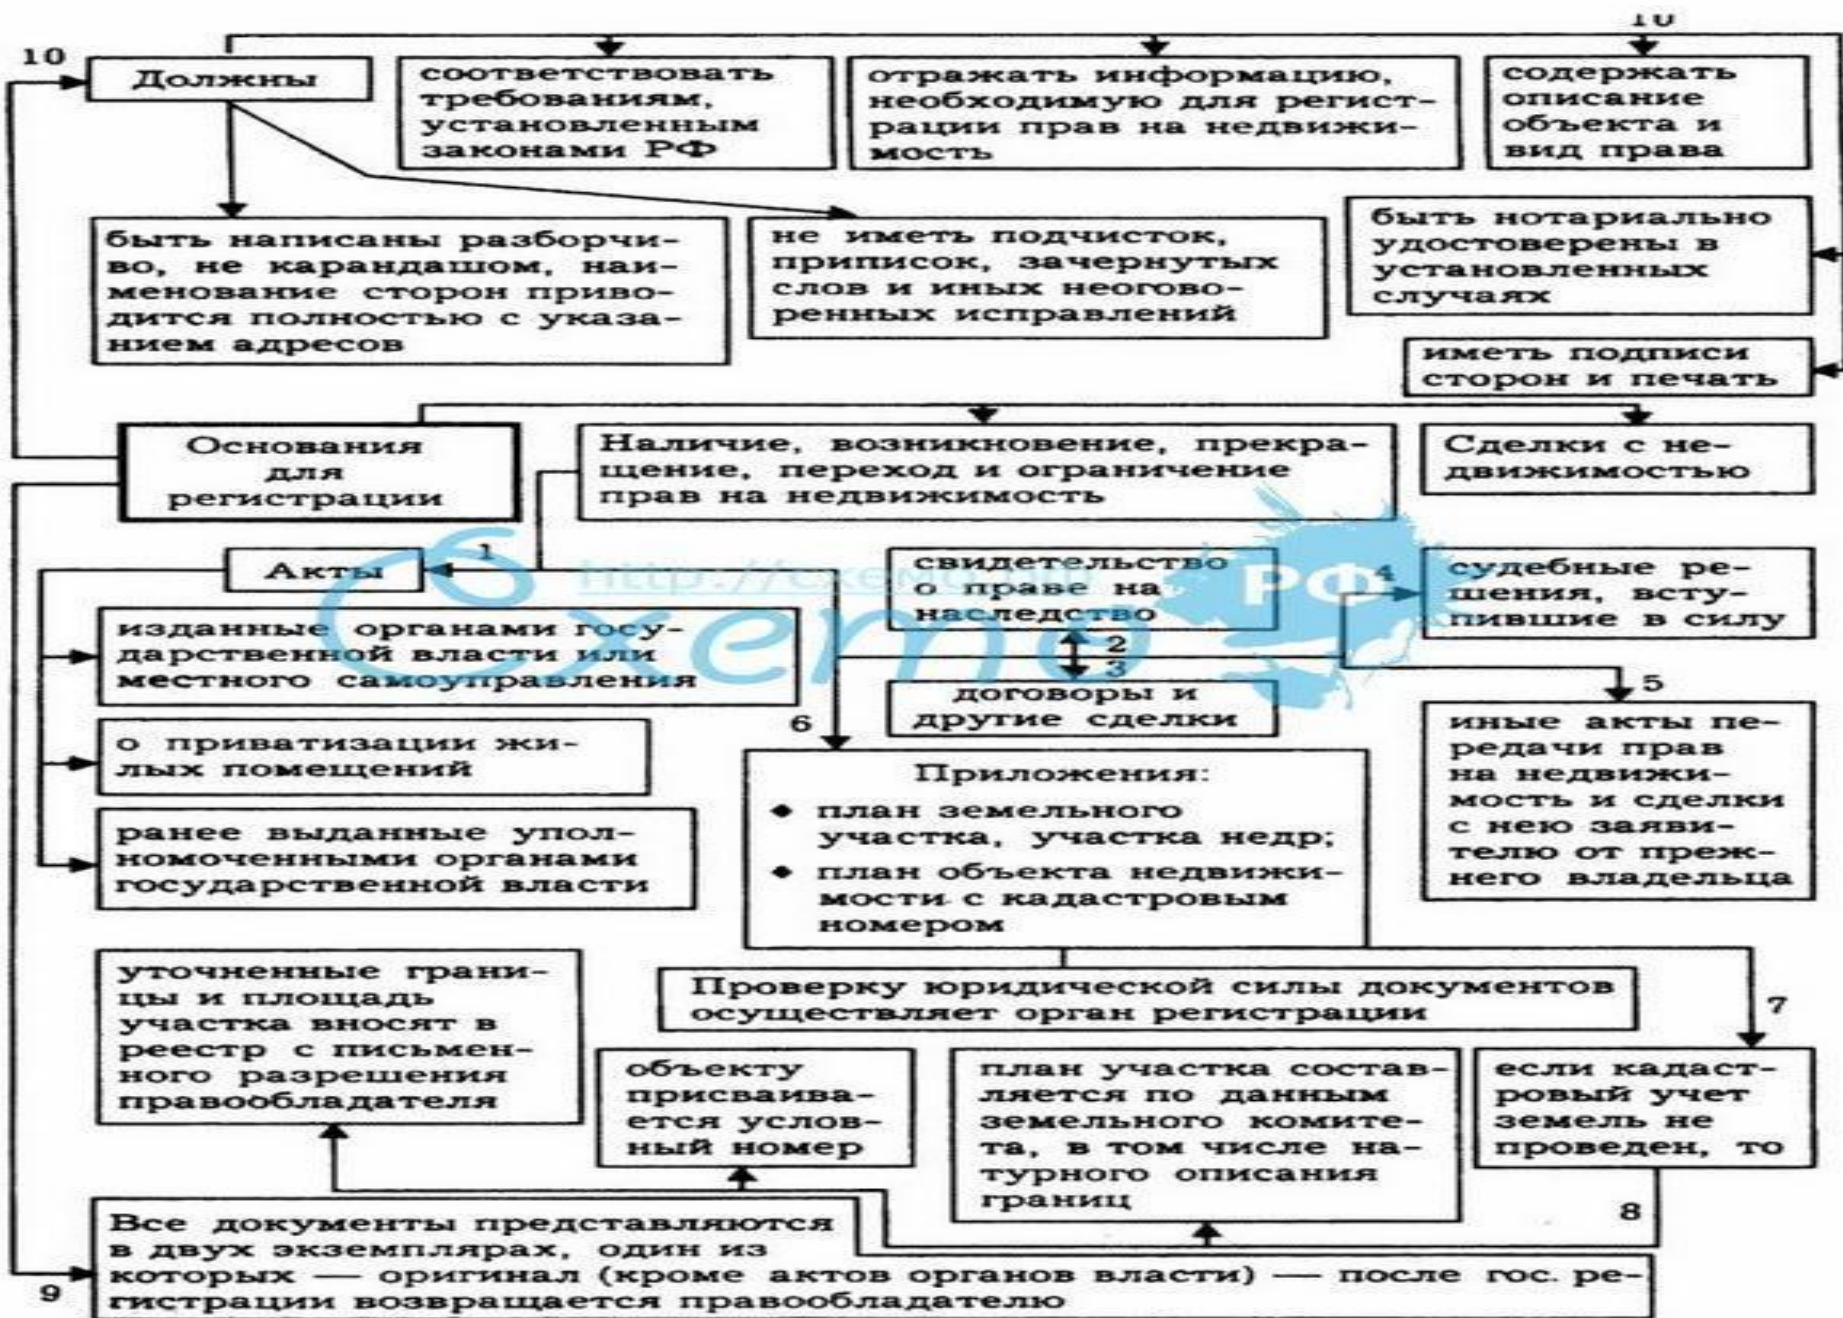 10
10
Должны
соответствовать
требованиям,
установленным
законами РФ
отражать информацию,
необходимую для регист-
рации прав на недвижи-
мость
содержать
описание
объекта и
вид права
быть написаны разборчи-
во, не карандашом, наи-
менование сторон приво-
дится полностью с указа-
нием адресов
не иметь подчисток,
приписок, зачернутых
слов и иных неогово-
ренных исправлений
быть нотариально
удостоверены в
установленных
случаях
иметь подписи
сторон и печать
Основания
для
регистрации
Наличие, возникновение, прекра-
щение, переход и ограничение
прав на недвижимость
Сделки с не-
движимостью
1
Акты
изданные органами госу-
дарственной власти или
местного самоуправления
о приватизации жи-
лых помещений
ранее выданные упол-
номоченными органами
государственной власти
свидетельство
о праве на
наследство
2
3
договоры и
другие сделки
4
судебные ре-
шения, всту-
пившие в силу
5
иные акты пе-
редачи прав
на недвижи-
мость и сделки
с нею заяви-
телю от преж-
него владельца
6
Приложения:
♦ план земельного
участка, участка недр;
♦ план объекта недвижи-
мости с кадастровым
номером
http://
Схемо
РФ
Проверку юридической силы документов
осуществляет орган регистрации
7
уточненные грани-
цы и площадь
участка вносят в
реестр с письмен-
ного разрешения
правообладателя
объекту
присваива-
ется услов-
ный номер
план участка состав-
ляется по данным
земельного комите-
та, в том числе на-
турного описания
границ
если кадаст-
ровый учет
земель не
проведен, то
8
9
Все документы представляются
в двух экземплярах, один из
которых — оригинал (кроме актов органов власти) — после гос. ре-
гистрации возвращается правообладателю